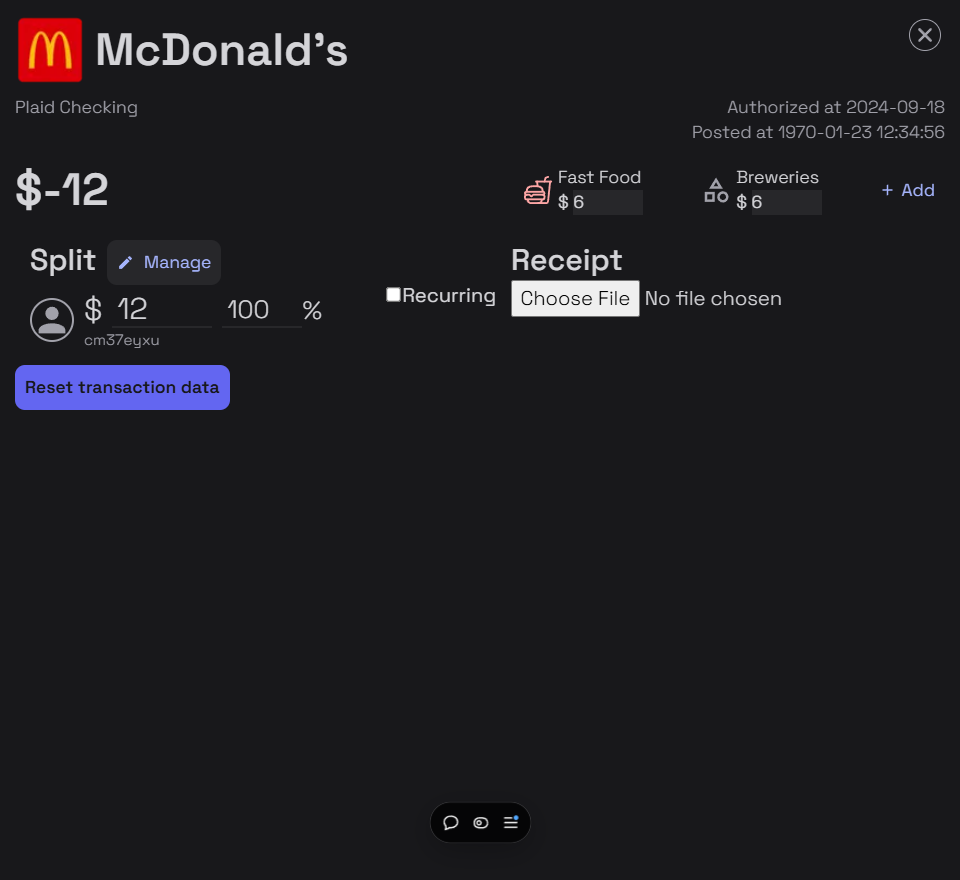 McDonald's
Plaid Checking
Authorized at 2024-09-18
Posted at 1970-01-23 12:34:56
$-12
Fast Food
$ 6
Breweries
$ 6
+ Add
Split
Manage
$ 12 100 %
cm37eyxu
Recurring
Receipt
Choose File No file chosen
Reset transaction data